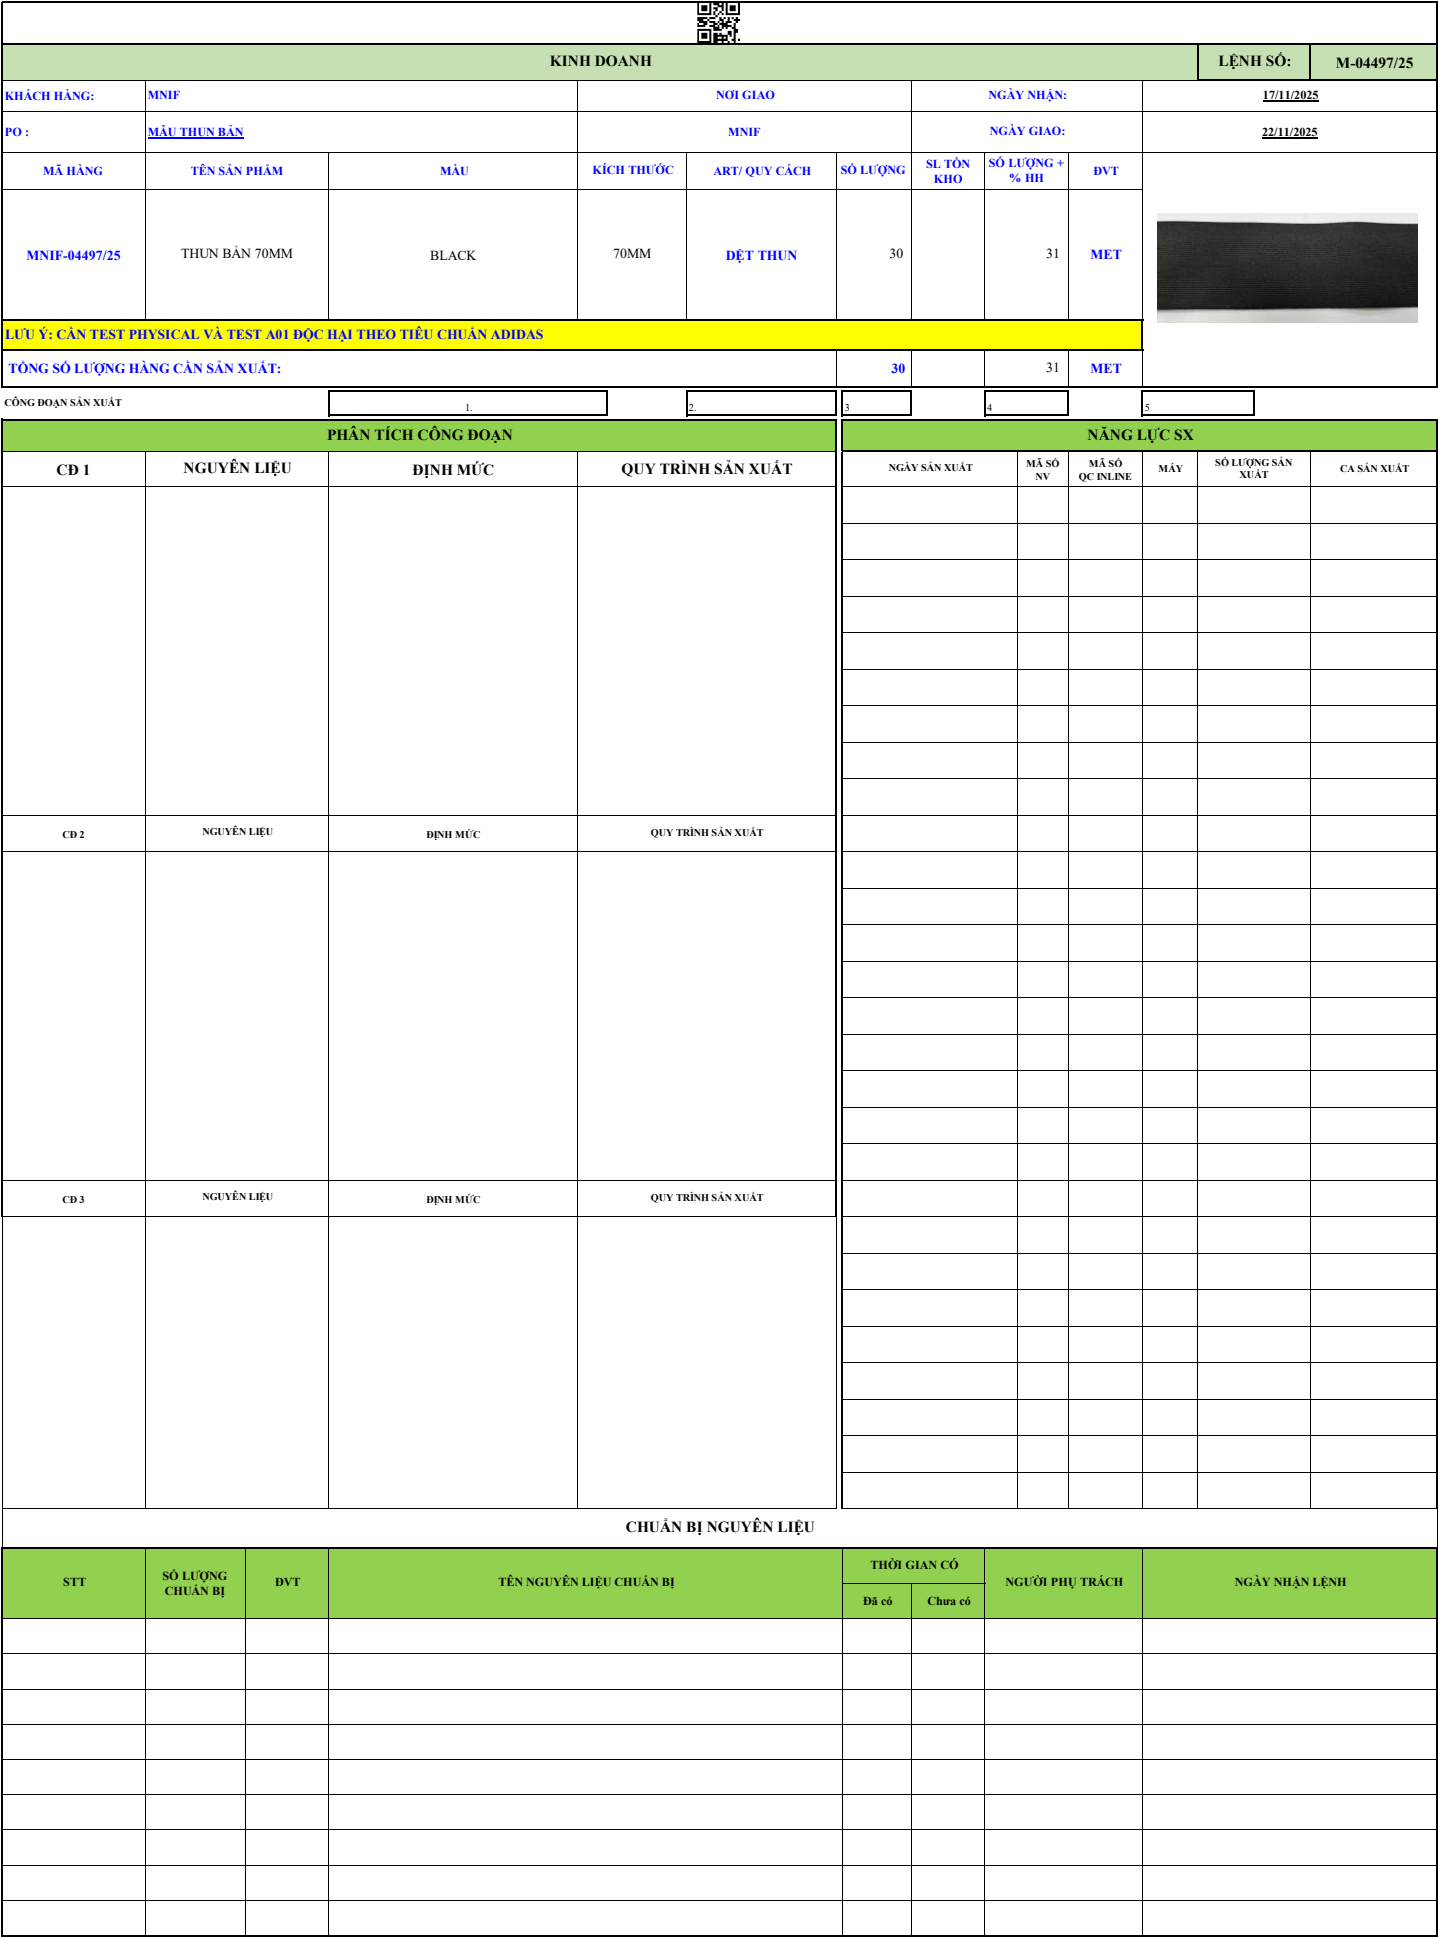 KINH DOANH
LỆNH SỐ:
M-04497/25
KHÁCH HÀNG:
MNIF
NƠI GIAO
NGÀY NHẬN:
17/11/2025
PO :
MẪU THUN BẢN
MNIF
NGÀY GIAO:
22/11/2025
MÃ HÀNG
TÊN SẢN PHẨM
MÀU
KÍCH THƯỚC
ART/ QUY CÁCH
SỐ LƯỢNG
SL TỒN
KHO
SỐ LƯỢNG +
% HH
ĐVT
MNIF-04497/25
THUN BẢN 70MM
BLACK
70MM
DỆT THUN
30
31
MET
LƯU Ý: CẦN TEST PHYSICAL VÀ TEST A01 ĐỘC HẠI THEO TIÊU CHUẨN ADIDAS
TỔNG SỐ LƯỢNG HÀNG CẦN SẢN XUẤT:
30
31
MET
CÔNG ĐOẠN SẢN XUẤT
1.
2.
3
4
5
PHÂN TÍCH CÔNG ĐOẠN
NĂNG LỰC SX
CĐ 1
NGUYÊN LIỆU
ĐỊNH MỨC
QUY TRÌNH SẢN XUẤT
NGÀY SẢN XUẤT
MÃ SỐ
NV
MÃ SỐ
QC INLINE
MÁY
SỐ LƯỢNG SẢN
XUẤT
CA SẢN XUẤT
CĐ 2
NGUYÊN LIỆU
ĐỊNH MỨC
QUY TRÌNH SẢN XUẤT
CĐ 3
NGUYÊN LIỆU
ĐỊNH MỨC
QUY TRÌNH SẢN XUẤT
CHUẨN BỊ NGUYÊN LIỆU
STT
SỐ LƯỢNG
CHUẨN BỊ
ĐVT
TÊN NGUYÊN LIỆU CHUẨN BỊ
THỜI GIAN CÓ
Đã có
Chưa có
NGƯỜI PHỤ TRÁCH
NGÀY NHẬN LỆNH